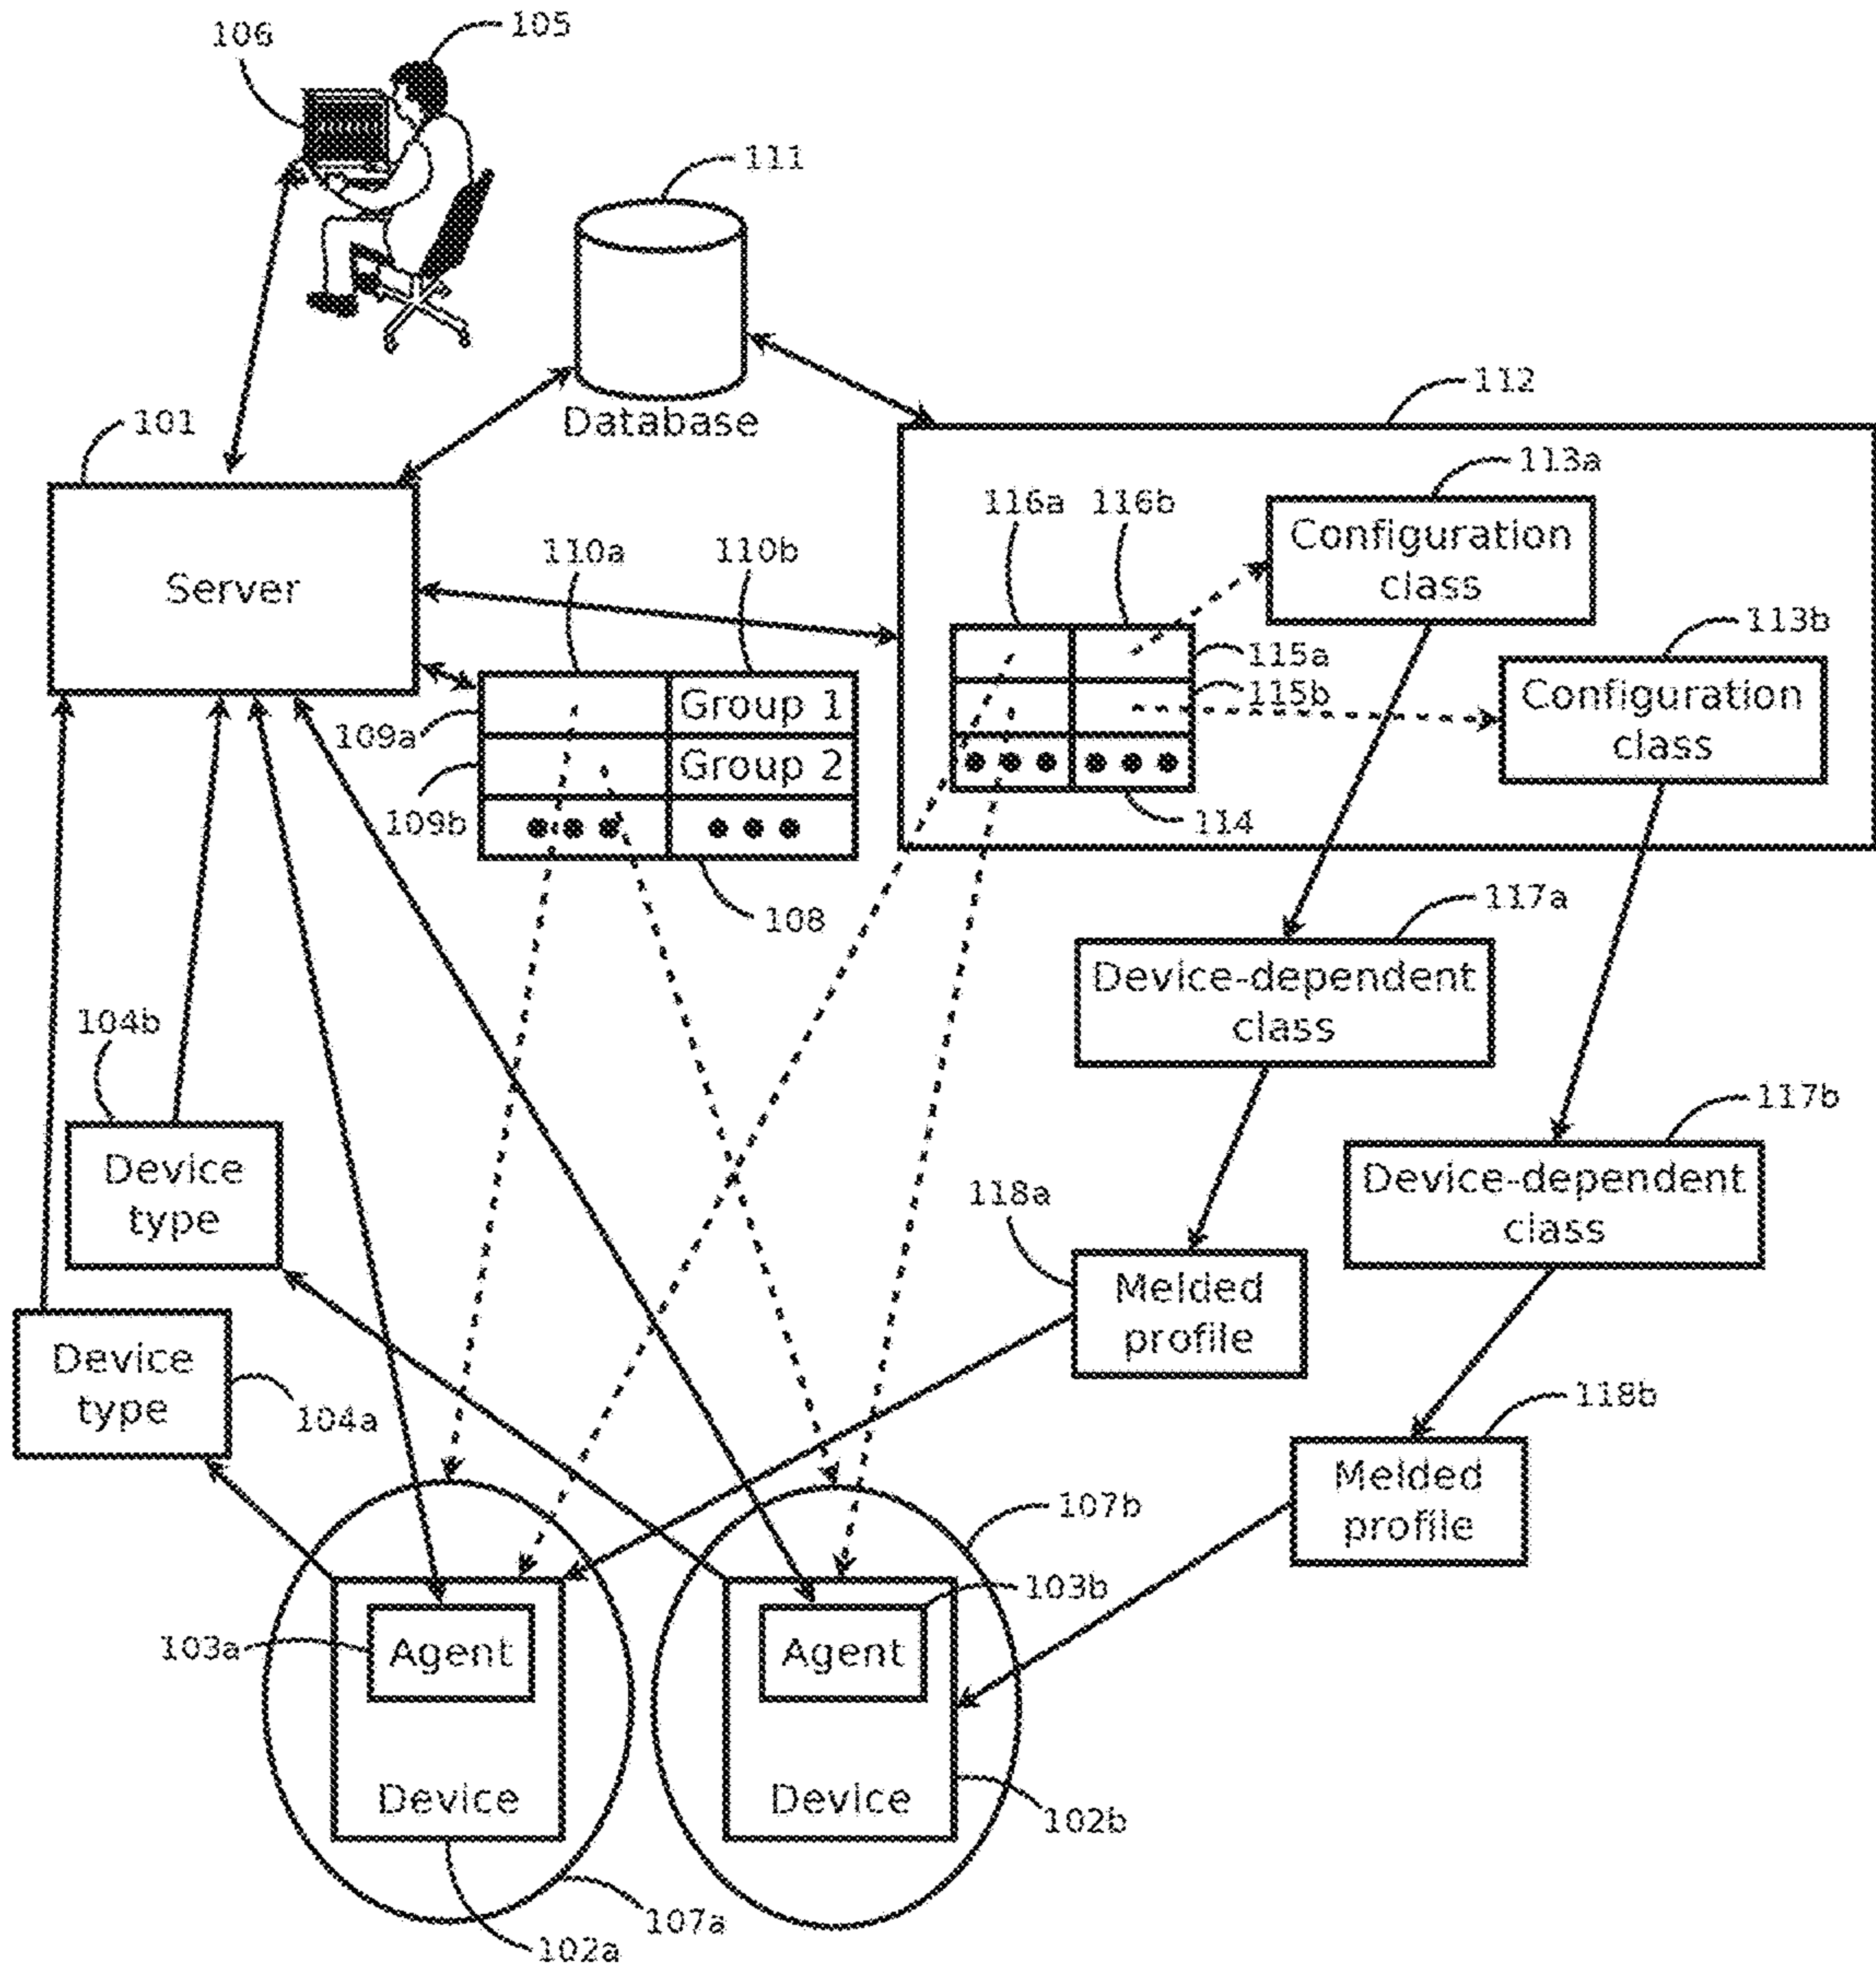 106
105
111
Database
112
101
Server
113a
Configuration
class
116a
116b
110a
110b
113b
Configuration
class
115a
115b
109a
Group 1
Group 2
109b
114
108
117a
Device-dependent
class
104b
Device
type
117b
Device-dependent
class
118a
Melded
profile
Device
type
104a
118b
Melded
profile
107b
103b
103a
Agent
Agent
Device
Device
102b
107a
102a